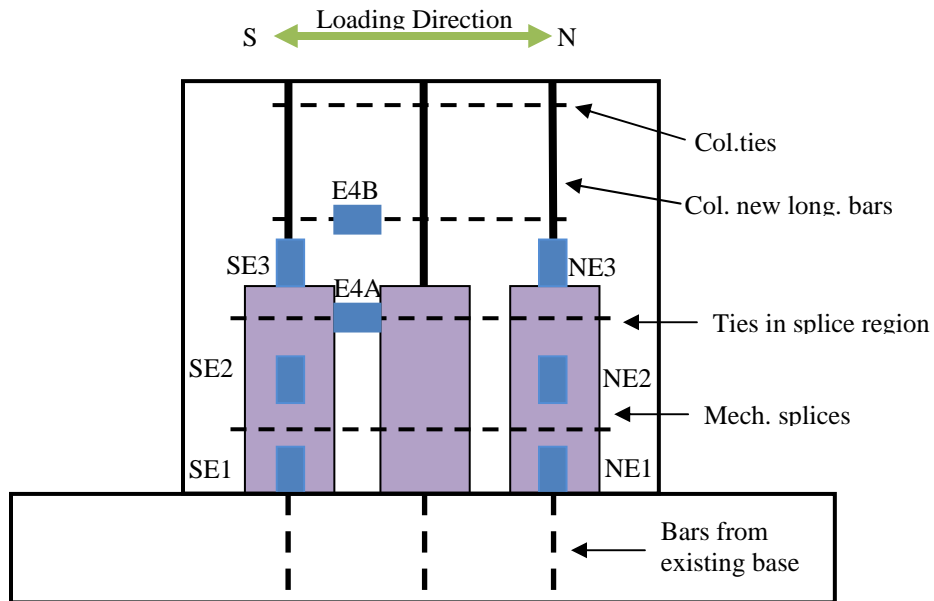 Loading Direction
S
N
Col.ties
E4B
Col. new long. bars
SE3
NE3
E4A
Ties in splice region
SE2
NE2
Mech. splices
SE1
NE1
Bars from
existing base